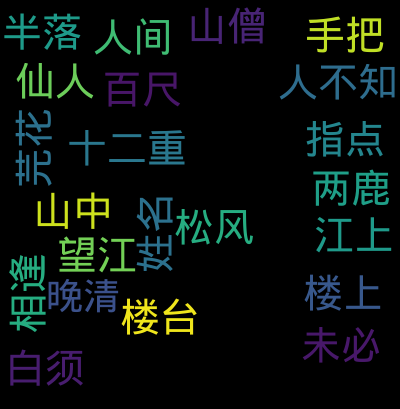 半落
人间
山僧
手把
仙人
百尺
人不知
芫花
十二重
指点
两鹿
山中
姓名
松风
江上
望江
相逢
晚清
楼上
楼台
未必
白须